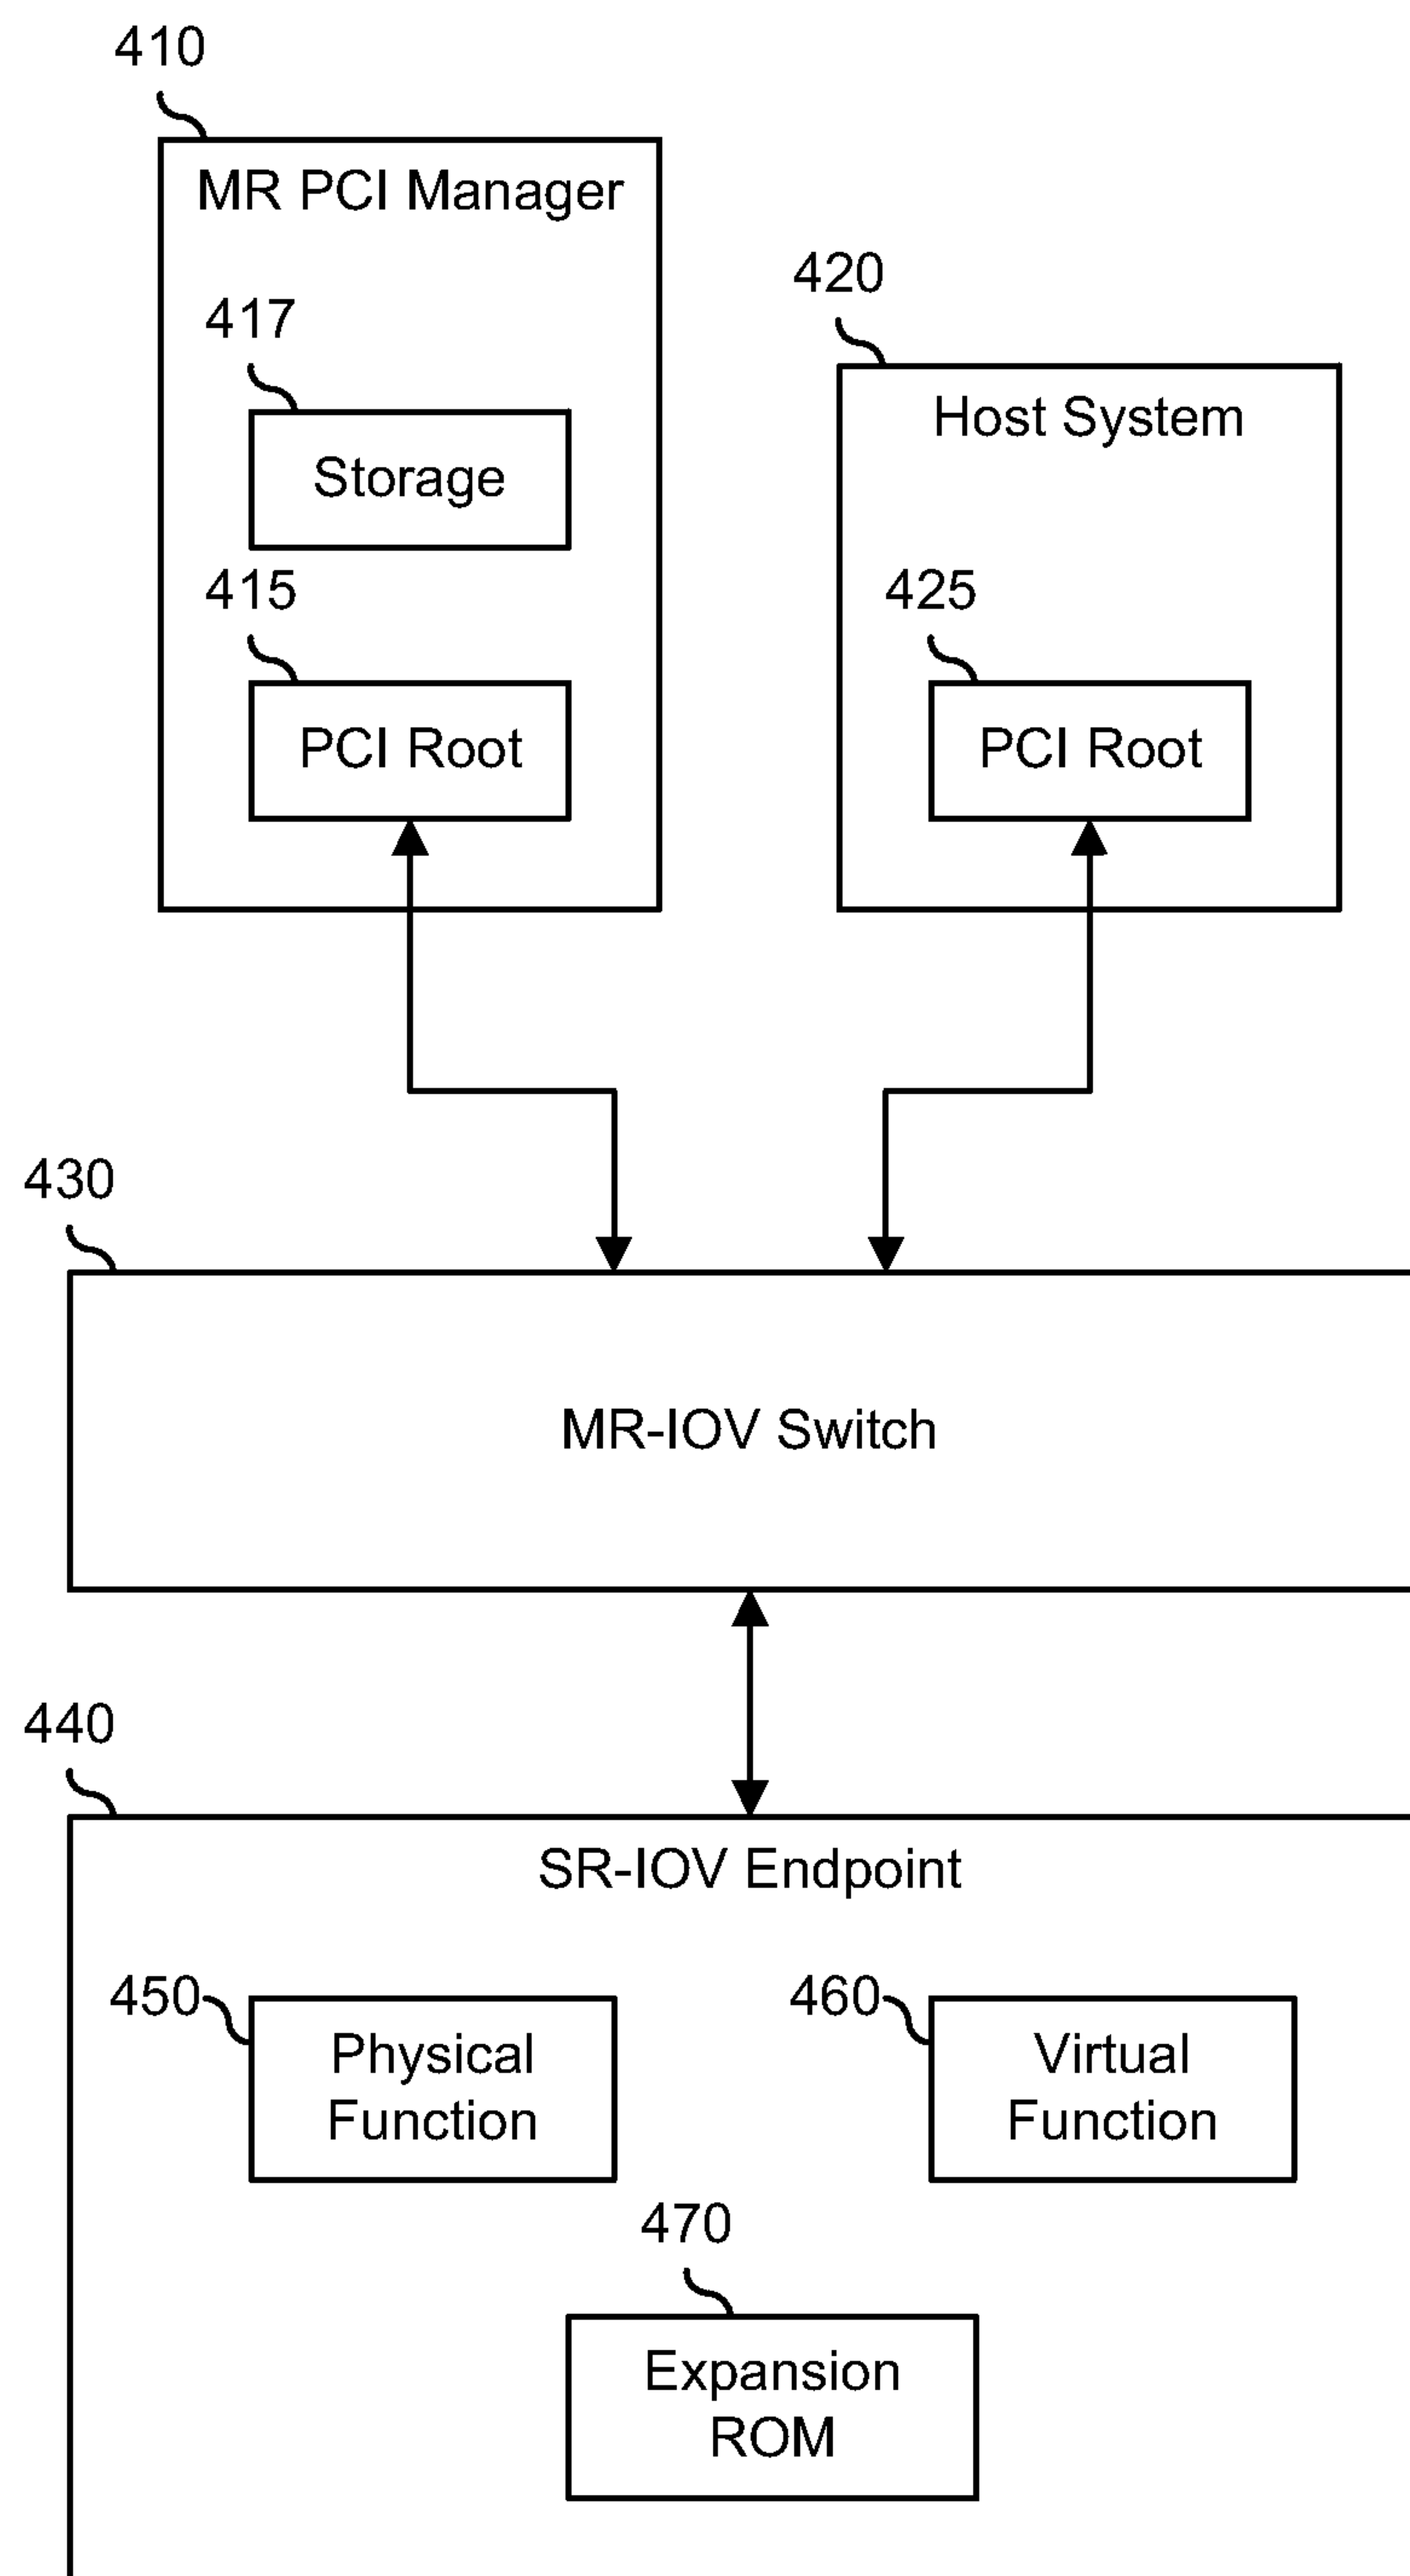 410
MR PCI Manager
417
Storage
415
PCI Root
420
Host System
425
PCI Root
430
MR-IOV Switch
440
SR-IOV Endpoint
450
Physical
Function
460
Virtual
Function
470
Expansion
ROM